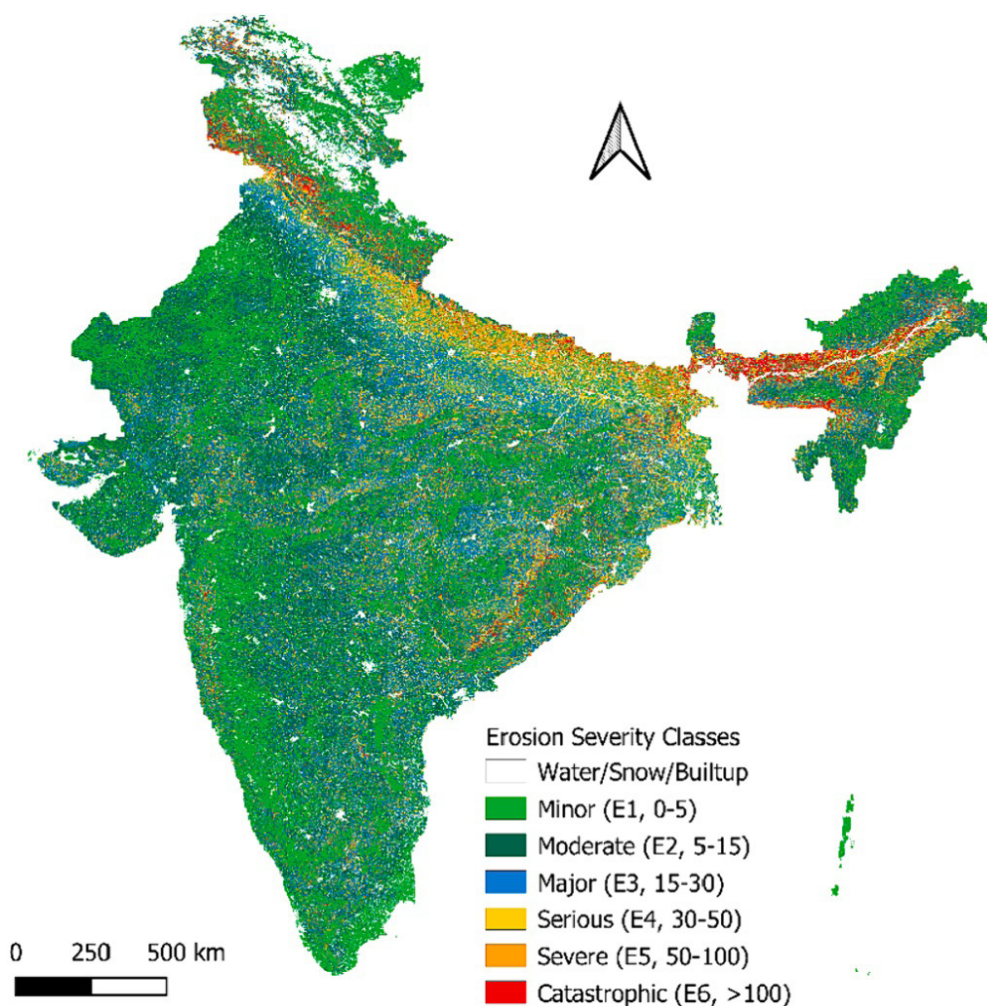 Erosion Severity Classes
Water/Snow/Builtup
Minor (E1, 0-5)
Moderate (E2, 5-15)
Major (E3, 15-30)
Serious (E4, 30-50)
Severe (E5, 50-100)
Catastrophic (E6, >100)
0 250 500 km